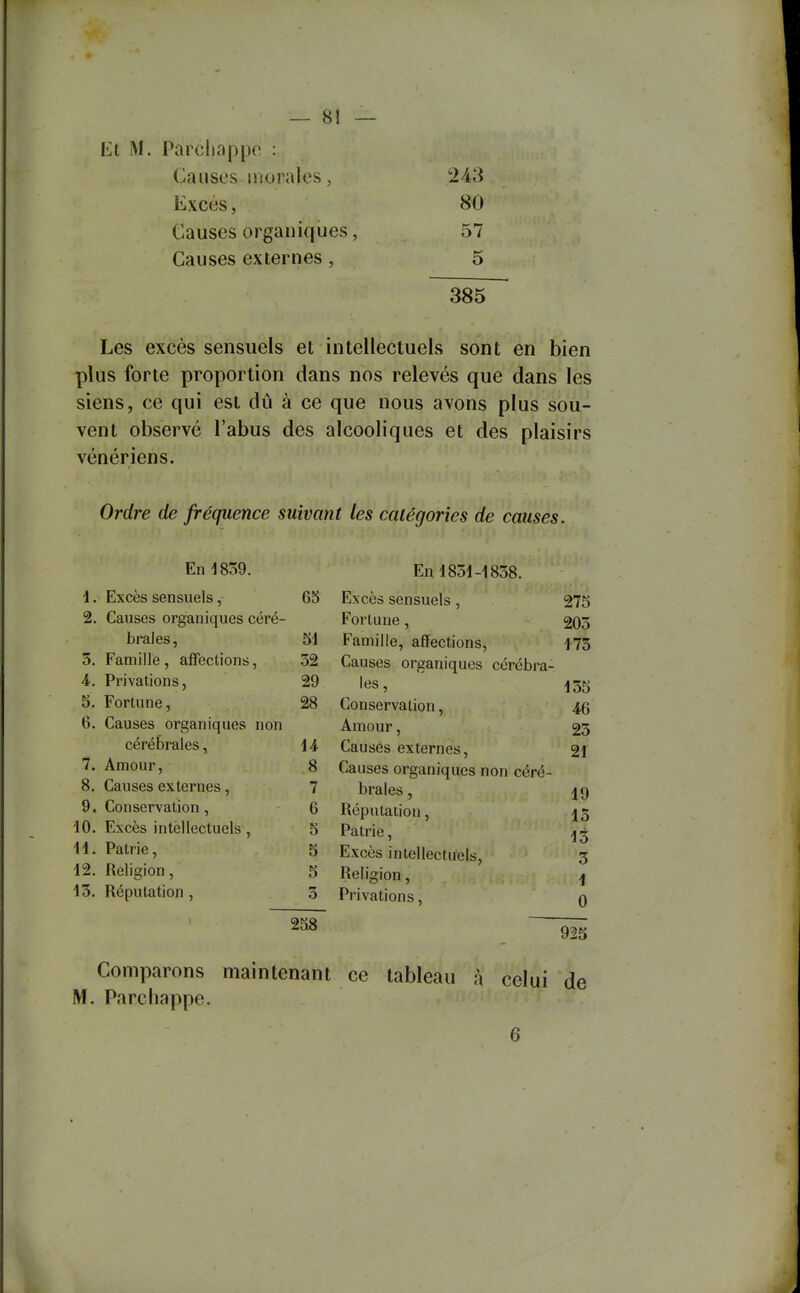 — 81 —
Et M. Parchappe :
Causes morales, 243
Excès, 80
Causes organiques, 57
Causes externes, 5
385
Les excès sensuels et intellectuels sont en bien
plus forte proportion dans nos relevés que dans les
siens, ce qui est dû à ce que nous avons plus sou-
vent observé l'abus des alcooliques et des plaisirs
vénériens.
Ordre de fréquence suivant les catégories de causes.
En 1839. En 1831-1838.
1. Excès sensuels, 65 Excès sensuels, 275
2. Causes organiques céré- Fortune, 203
brales, 51 Famille, affections, 173
3. Famille, affections, 32 Causes organiques cérébra-
4. Privations, 29 les, 135
5. Fortune, 28 Conservation, 46
6. Causes organiques non Amour, 23
cérébrales, 14 Causes externes, 21
7. Amour, 8 Causes organiques non céré-
8. Causes externes, 7 brales, 19
9. Conservation, 6 Réputation, 13
10. Excès intellectuels, 5 Patrie, 13
11. Patrie, 5 Excès intellectuels, 3
12. Religion, 5 Religion, 1
13. Réputation, 3 Privations, 0
258 925
Comparons maintenant ce tableau à celui de
M. Parchappe.
6